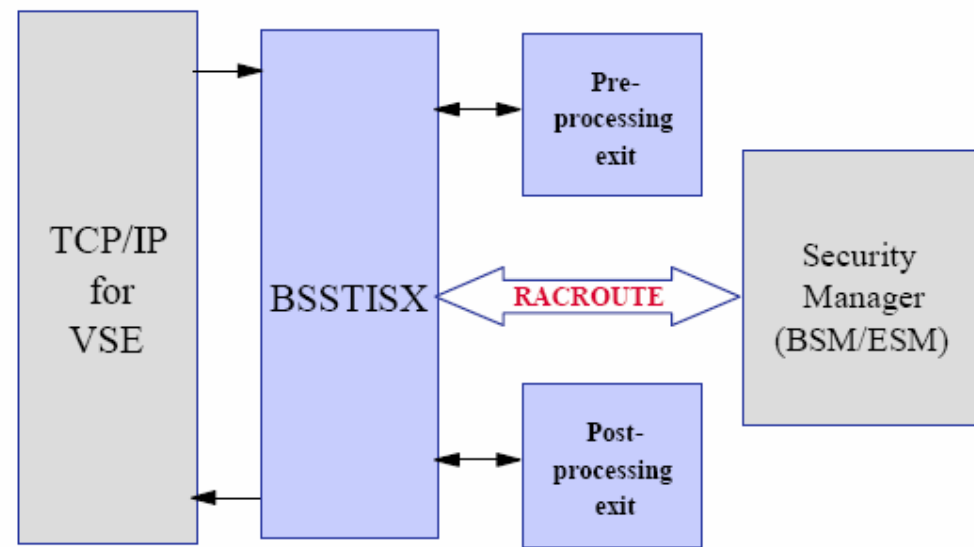 TCP/IP
for
VSE
BSSTISX
Pre-
processing
exit
RACROUTE
Post-
processing
exit
Security
Manager
(BSM/ESM)